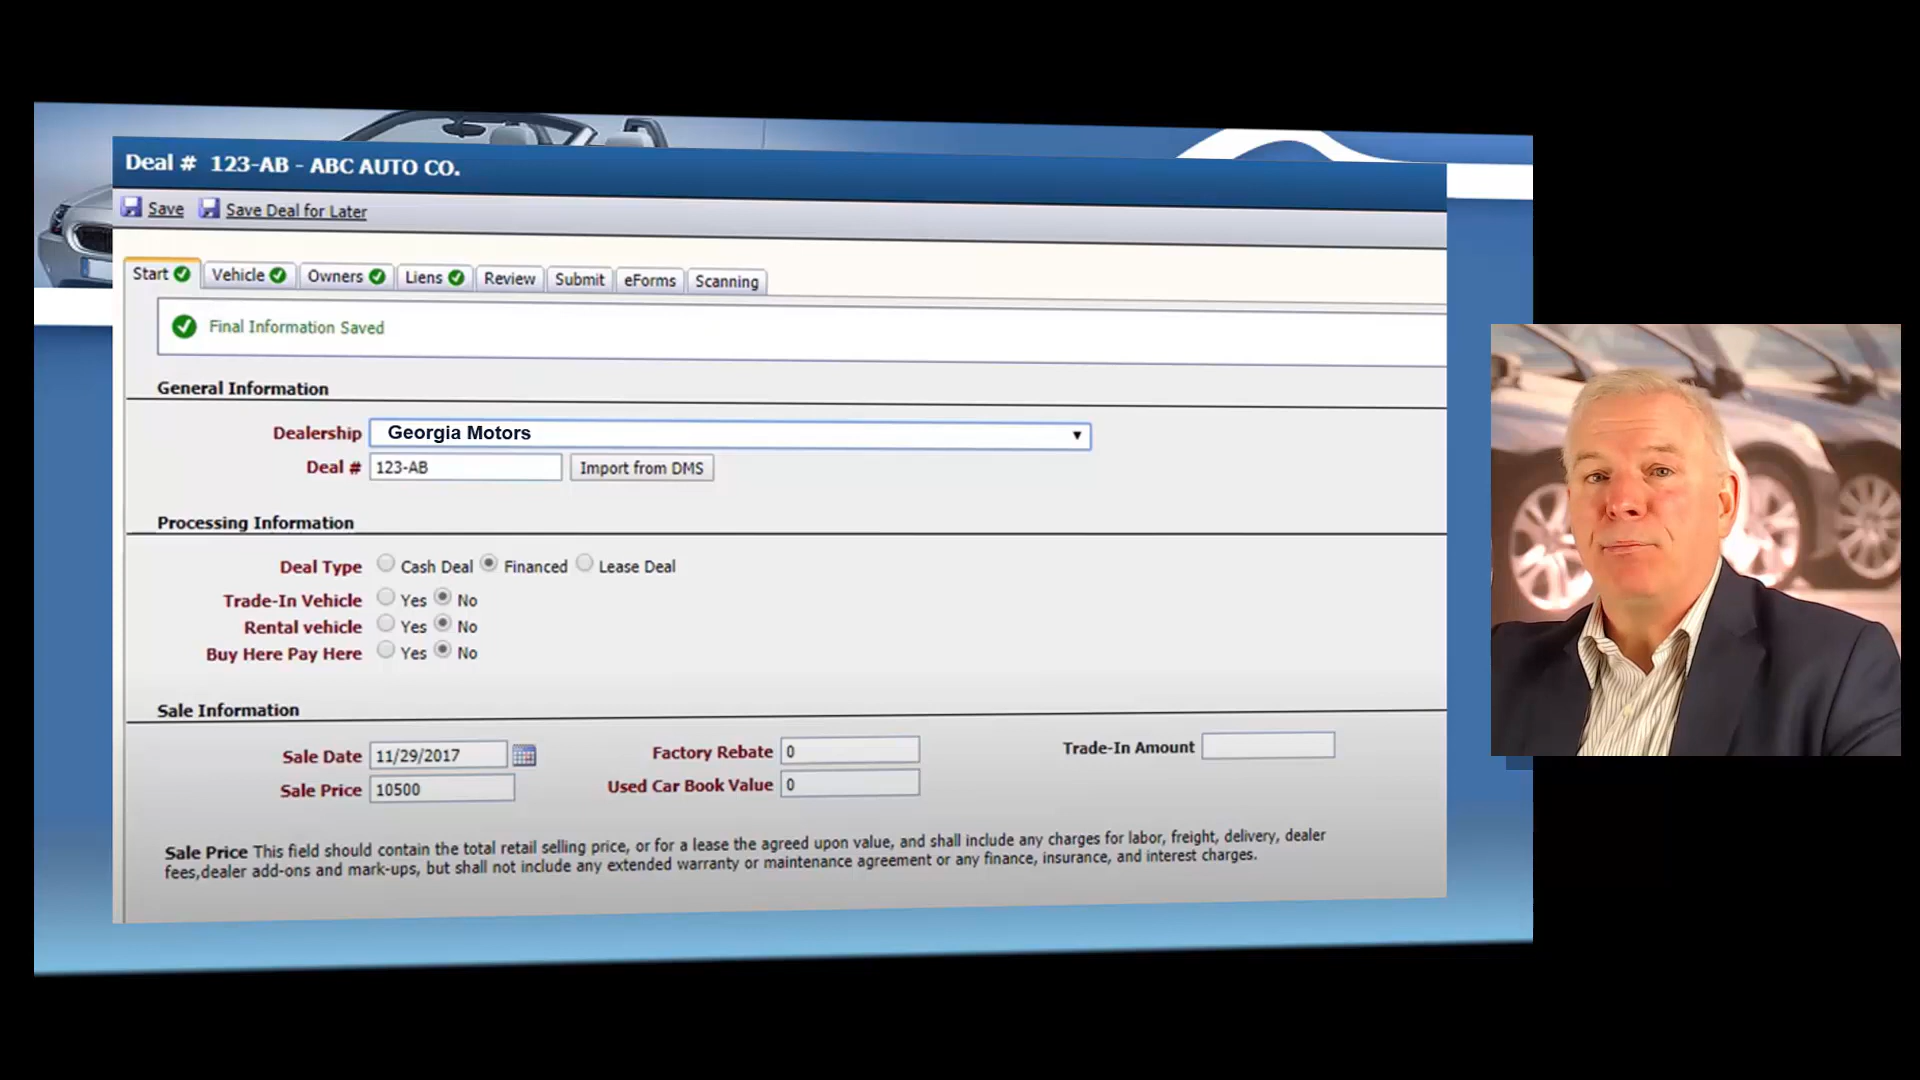 Deal # 123-AB - ABC AUTO CO.
Save Save Deal for Later
Start Vehicle Owners Liens Review Submit eForms Scanning
Final Information Saved
General Information
Dealership Georgia Motors
Deal # 123-AB Import from DMS
Processing Information
Deal Type Cash Deal Financed Lease Deal
Trade-In Vehicle Yes No
Rental vehicle Yes No
Buy Here Pay Here Yes No
Sale Information
Sale Date 11/29/2017 Factory Rebate 0 Trade-In Amount
Sale Price 10500 Used Car Book Value 0
Sale Price This field should contain the total retail selling price, or for a lease the agreed upon value, and shall include any charges for labor, freight, delivery, dealer
fees,dealer add-ons and mark-ups, but shall not include any extended warranty or maintenance agreement or any finance, insurance, and interest charges.